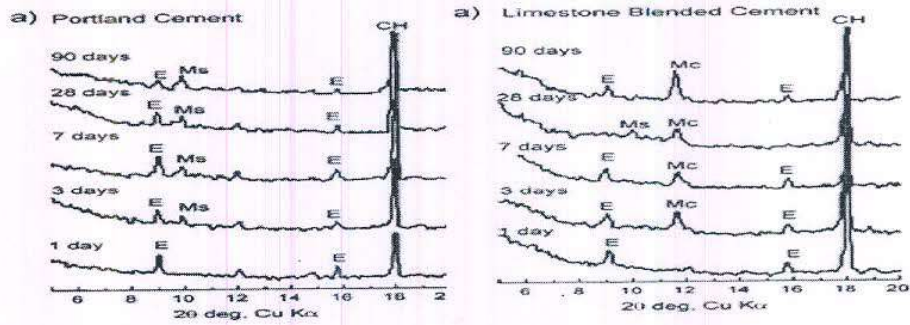 a) Portland Cement
CH
90 days
E Ms E
28 days
E Ms E
7 days
E Ms E
3 days
E Ms E
1 day
E E
6 8 10 12 14 16 18 2
2θ deg. Cu Kα
a) Limestone Blended Cement
CH
90 days
E Mc E
28 days
Ms Mc
7 days
E Mc E
3 days
E Mc E
1 day
E E
6 8 10 12 14 16 18 20
2θ deg. Cu Kα